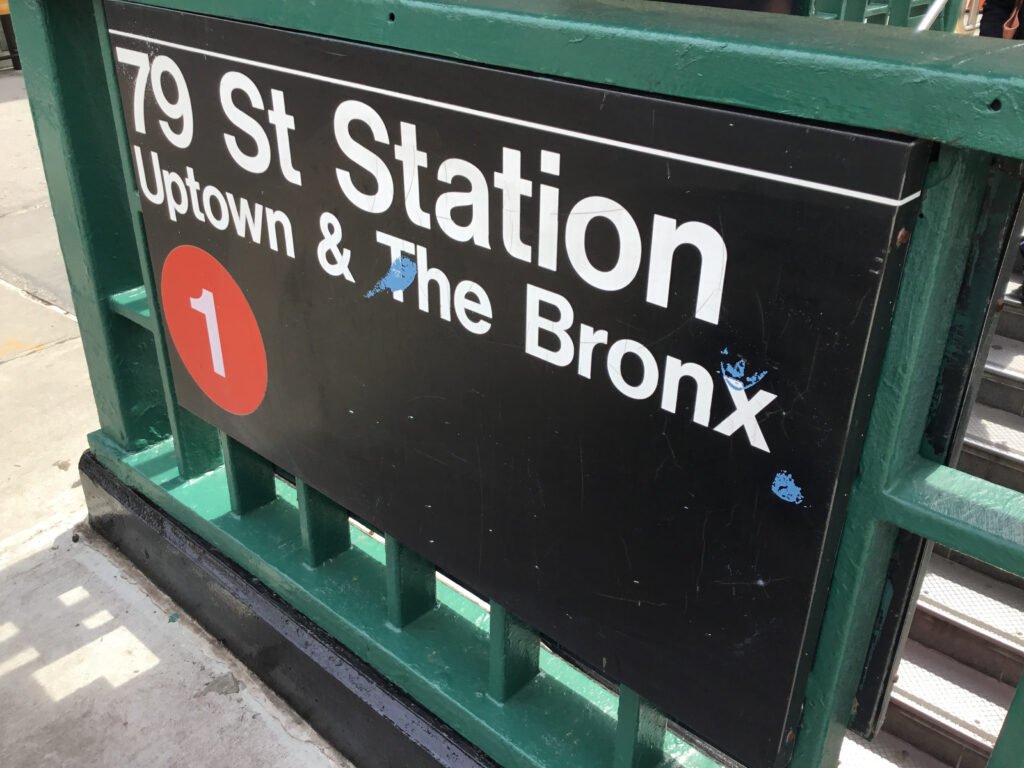 79 St Station
Uptown & The Bronx
1